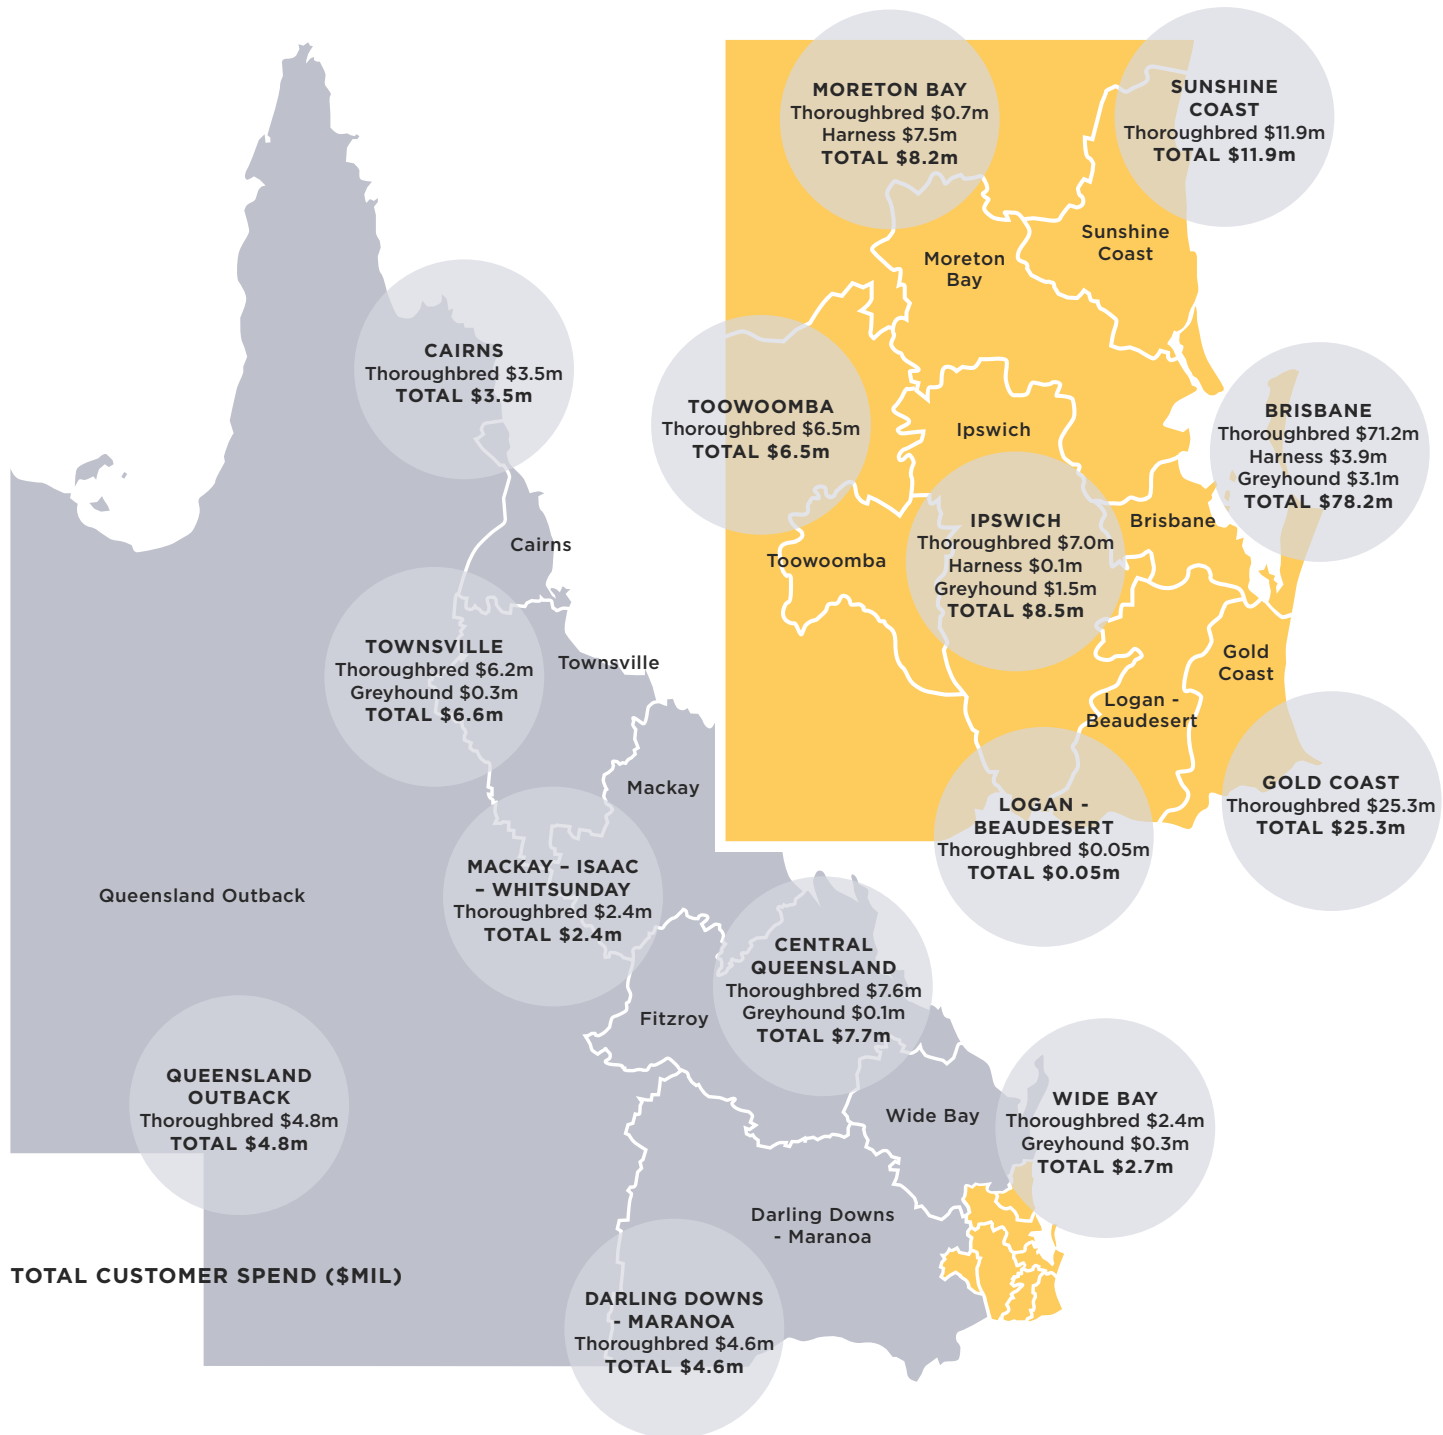 MORETON BAY
Thoroughbred $0.7m
Harness $7.5m
TOTAL $8.2m
SUNSHINE
COAST
Thoroughbred $11.9m
TOTAL $11.9m
Sunshine
Coast
Moreton
Bay
CAIRNS
Thoroughbred $3.5m
TOTAL $3.5m
TOOWOOMBA
Thoroughbred $6.5m
TOTAL $6.5m
Ipswich
BRISBANE
Thoroughbred $71.2m
Harness $3.9m
Greyhound $3.1m
TOTAL $78.2m
IPSWICH
Thoroughbred $7.0m
Harness $0.1m
Greyhound $1.5m
TOTAL $8.5m
Brisbane
Cairns
Toowoomba
TOWNSVILLE
Thoroughbred $6.2m
Greyhound $0.3m
TOTAL $6.6m
Townsville
Gold
Coast
Logan -
Beaudesert
Mackay
GOLD COAST
Thoroughbred $25.3m
TOTAL $25.3m
LOGAN -
BEAUDESERT
Thoroughbred $0.05m
TOTAL $0.05m
MACKAY – ISAAC
– WHITSUNDAY
Thoroughbred $2.4m
TOTAL $2.4m
Queensland Outback
CENTRAL
QUEENSLAND
Thoroughbred $7.6m
Greyhound $0.1m
TOTAL $7.7m
Fitzroy
QUEENSLAND
OUTBACK
Thoroughbred $4.8m
TOTAL $4.8m
Wide Bay
WIDE BAY
Thoroughbred $2.4m
Greyhound $0.3m
TOTAL $2.7m
Darling Downs
- Maranoa
TOTAL CUSTOMER SPEND ($MIL)
DARLING DOWNS
- MARANOA
Thoroughbred $4.6m
TOTAL $4.6m